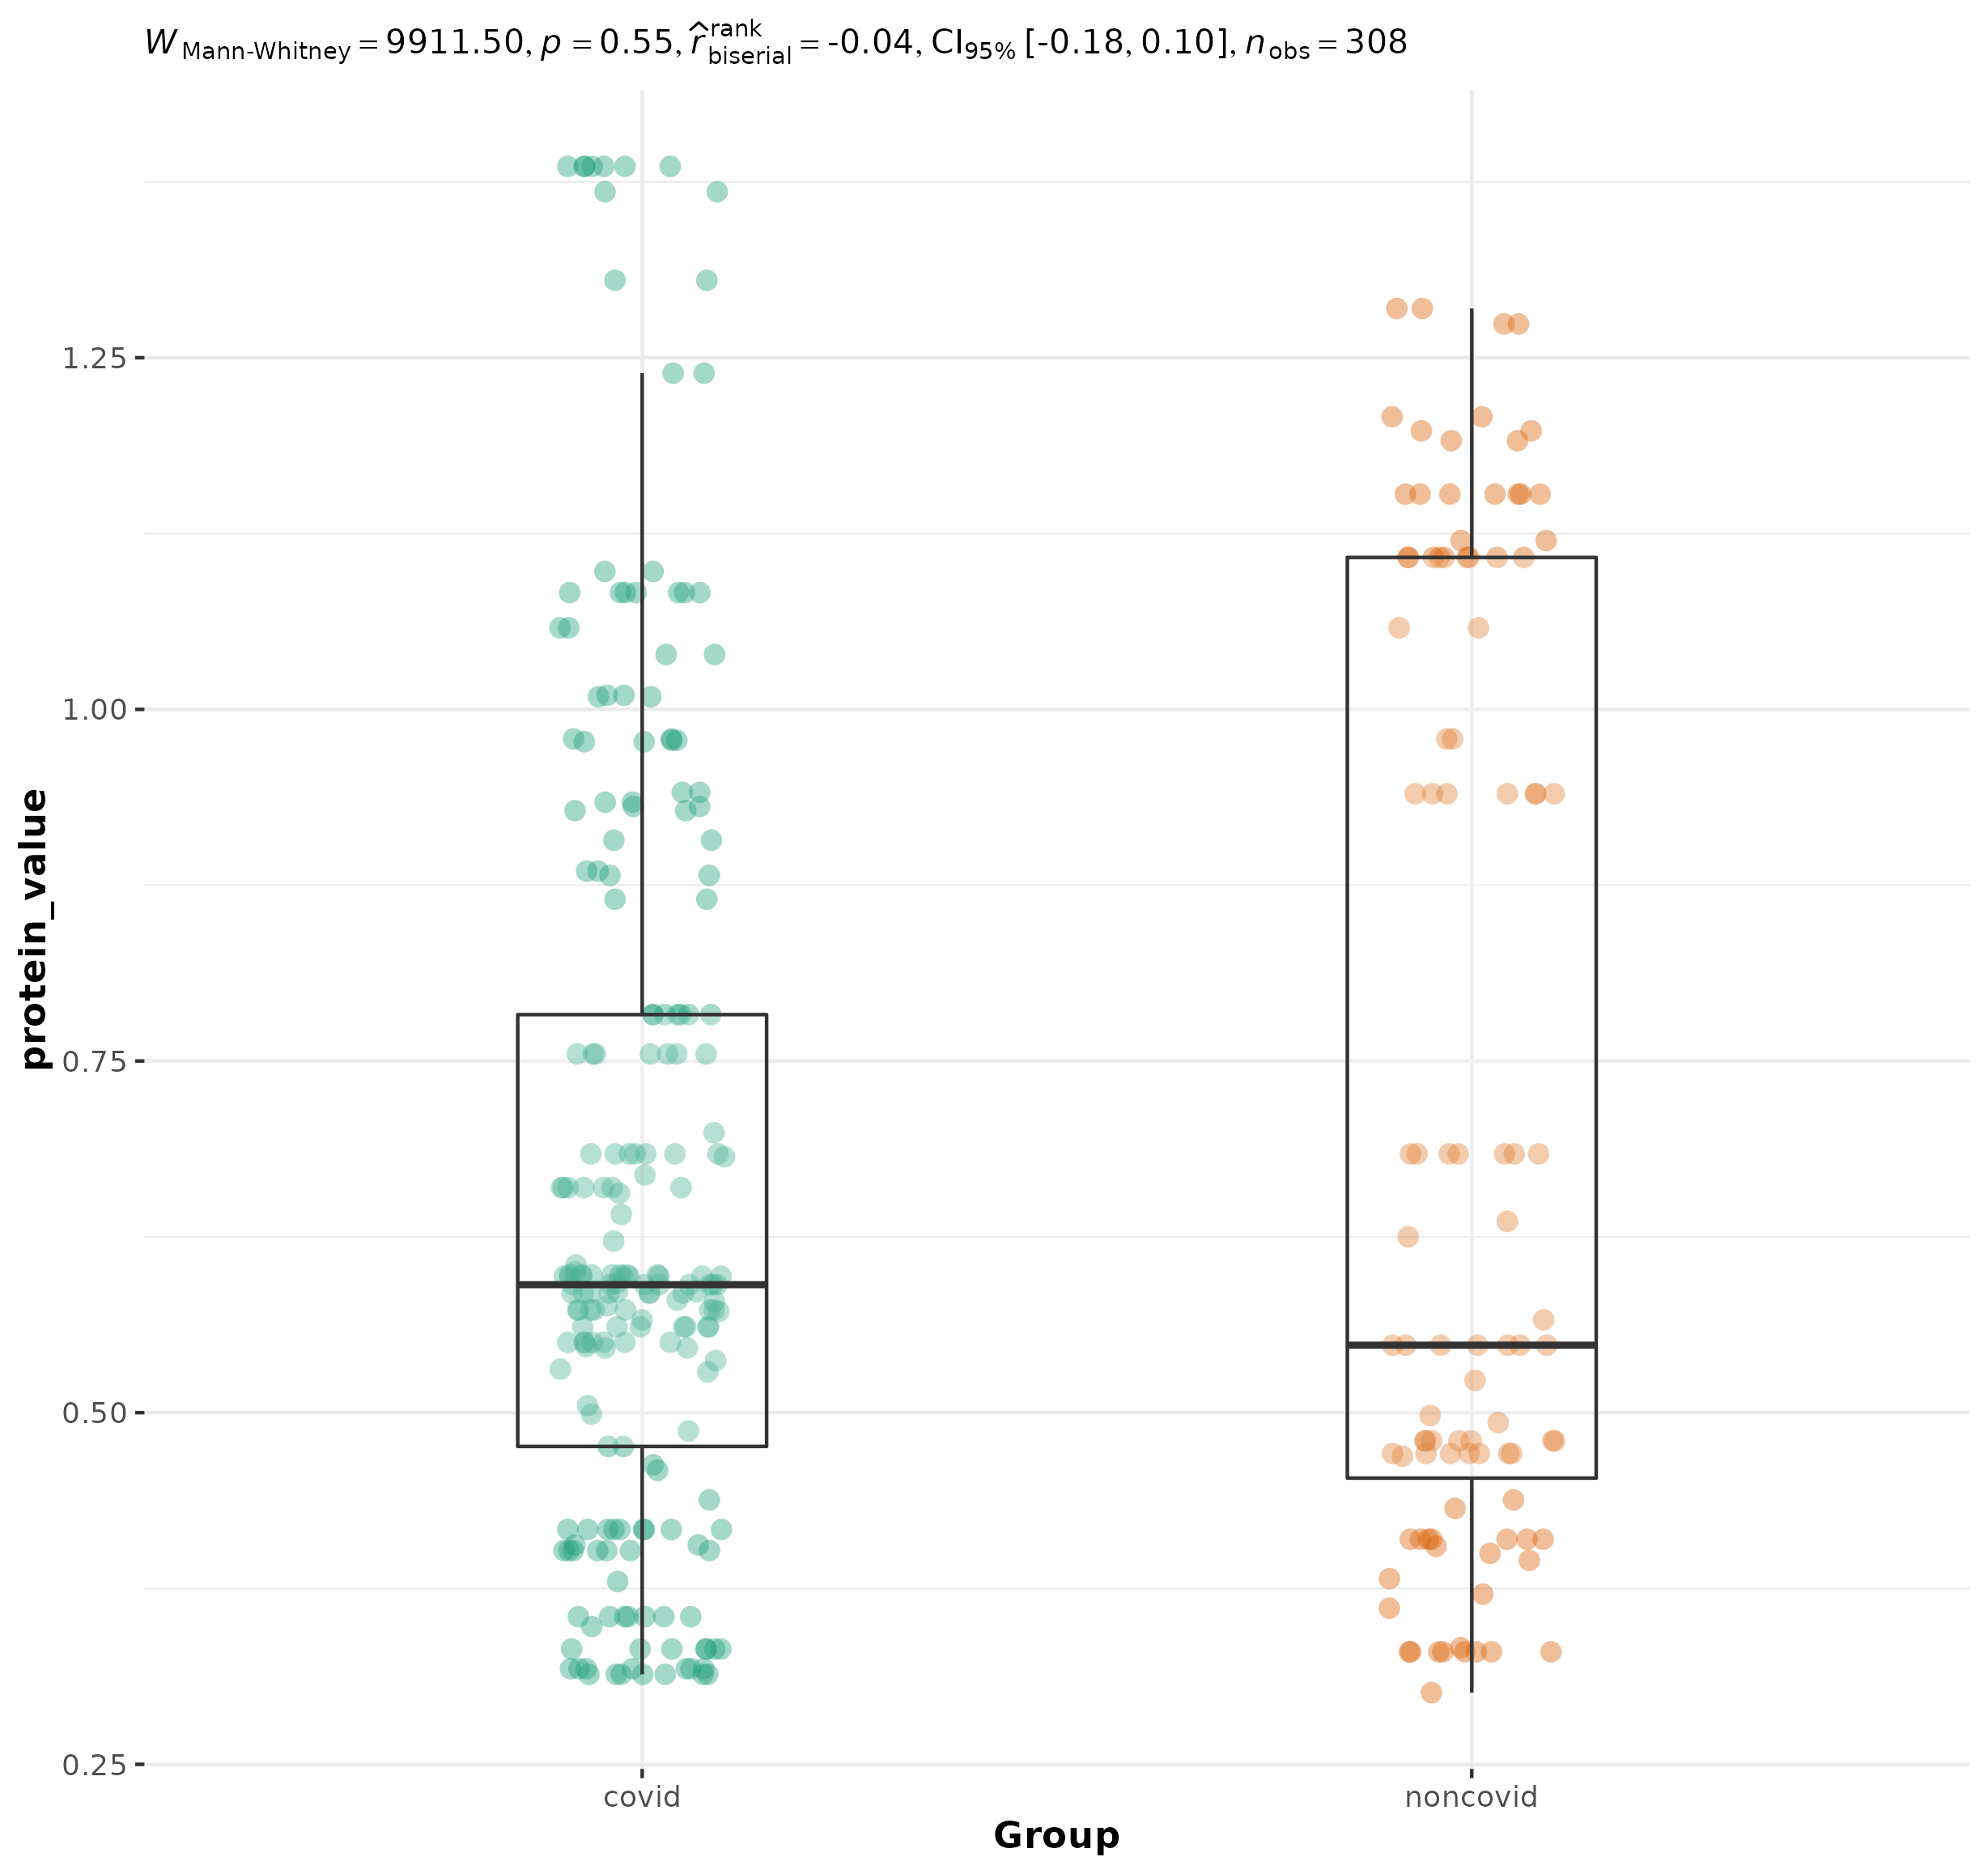 W Mann-Whitney = 9911.50, p = 0.55, r̂ rank biserial = -0.04, CI95% [-0.18, 0.10], n obs = 308
protein_value
1.25
1.00
0.75
0.50
0.25
covid noncovid
Group